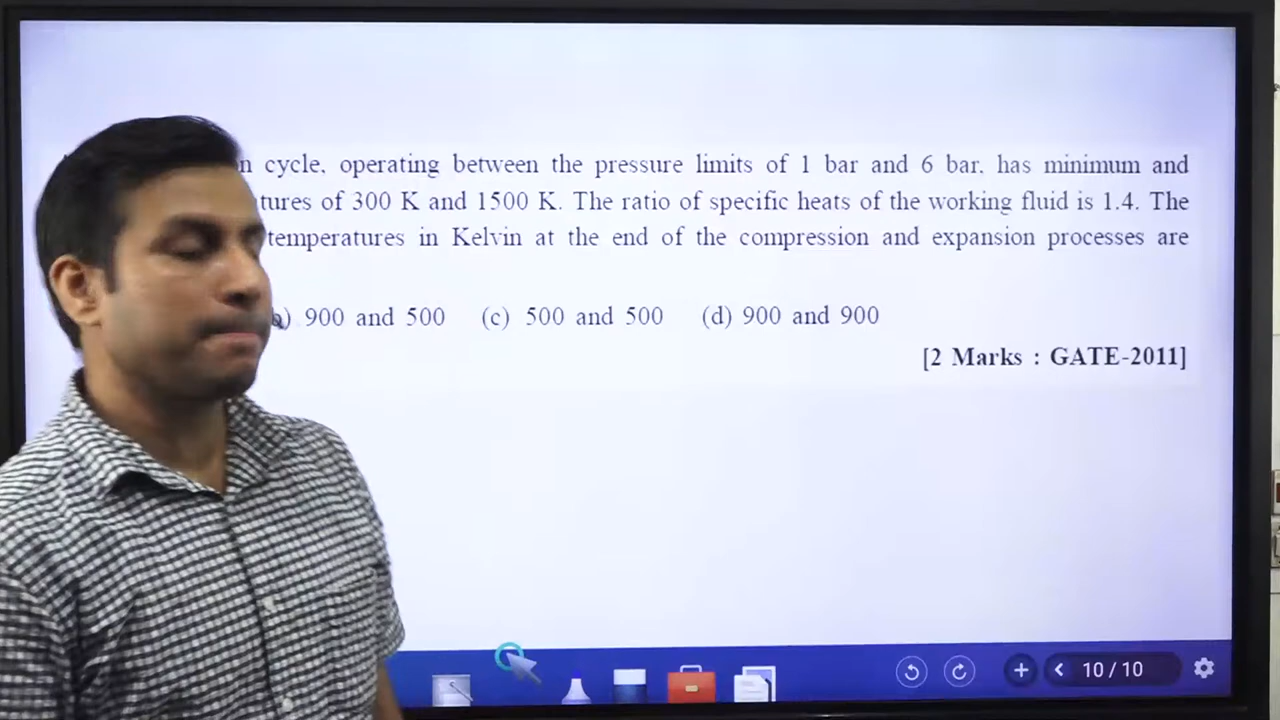 cycle, operating between the pressure limits of 1 bar and 6 bar, has minimum and
of 300 K and 1500 K. The ratio of specific heats of the working fluid is 1.4. The
temperatures in Kelvin at the end of the compression and expansion processes are
900 and 500 (c) 500 and 500 (d) 900 and 900
[2 Marks : GATE-2011]
10 / 10